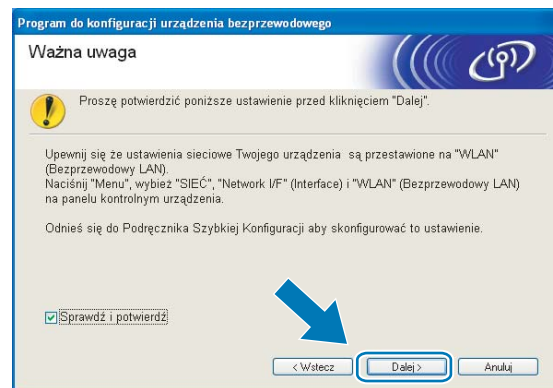 Program do konfiguracji urządzenia bezprzewodowego
Ważna uwaga
Proszę potwierdzić poniższe ustawienie przed kliknięciem "Dalej".
Upewnij się że ustawienia sieciowe Twojego urządzenia są przestawione na "WLAN"
(Bezprzewodowy LAN).
Naciśnij "Menu", wybież "SIEĆ", "Network I/F" (Interface) i "WLAN" (Bezprzewodowy LAN)
na panelu kontrolnym urządzenia.
Odnieś się do Podręcznika Szybkiej Konfiguracji aby skonfigurować to ustawienie.
Sprawdź i potwierdź
< Wstecz Dalej > Anuluj